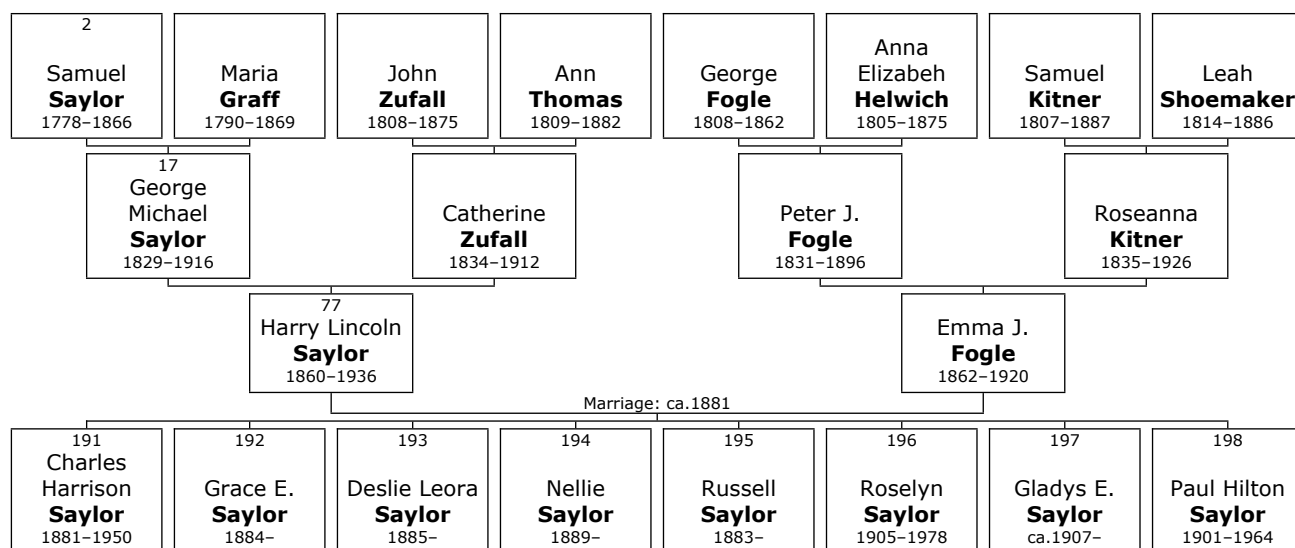 2
Samuel
Saylor
1778–1866
Maria
Graff
1790–1869
John
Zufall
1808–1875
Ann
Thomas
1809–1882
George
Fogle
1808–1862
Anna
Elizabeh
Helwich
1805–1875
Samuel
Kitner
1807–1887
Leah
Shoemaker
1814–1886
17
George
Michael
Saylor
1829–1916
Catherine
Zufall
1834–1912
Peter J.
Fogle
1831–1896
Roseanna
Kitner
1835–1926
77
Harry Lincoln
Saylor
1860–1936
Emma J.
Fogle
1862–1920
Marriage: ca.1881
191
Charles
Harrison
Saylor
1881–1950
192
Grace E.
Saylor
1884–
193
Deslie Leora
Saylor
1885–
194
Nellie
Saylor
1889–
195
Russell
Saylor
1883–
196
Roselyn
Saylor
1905–1978
197
Gladys E.
Saylor
ca.1907–
198
Paul Hilton
Saylor
1901–1964